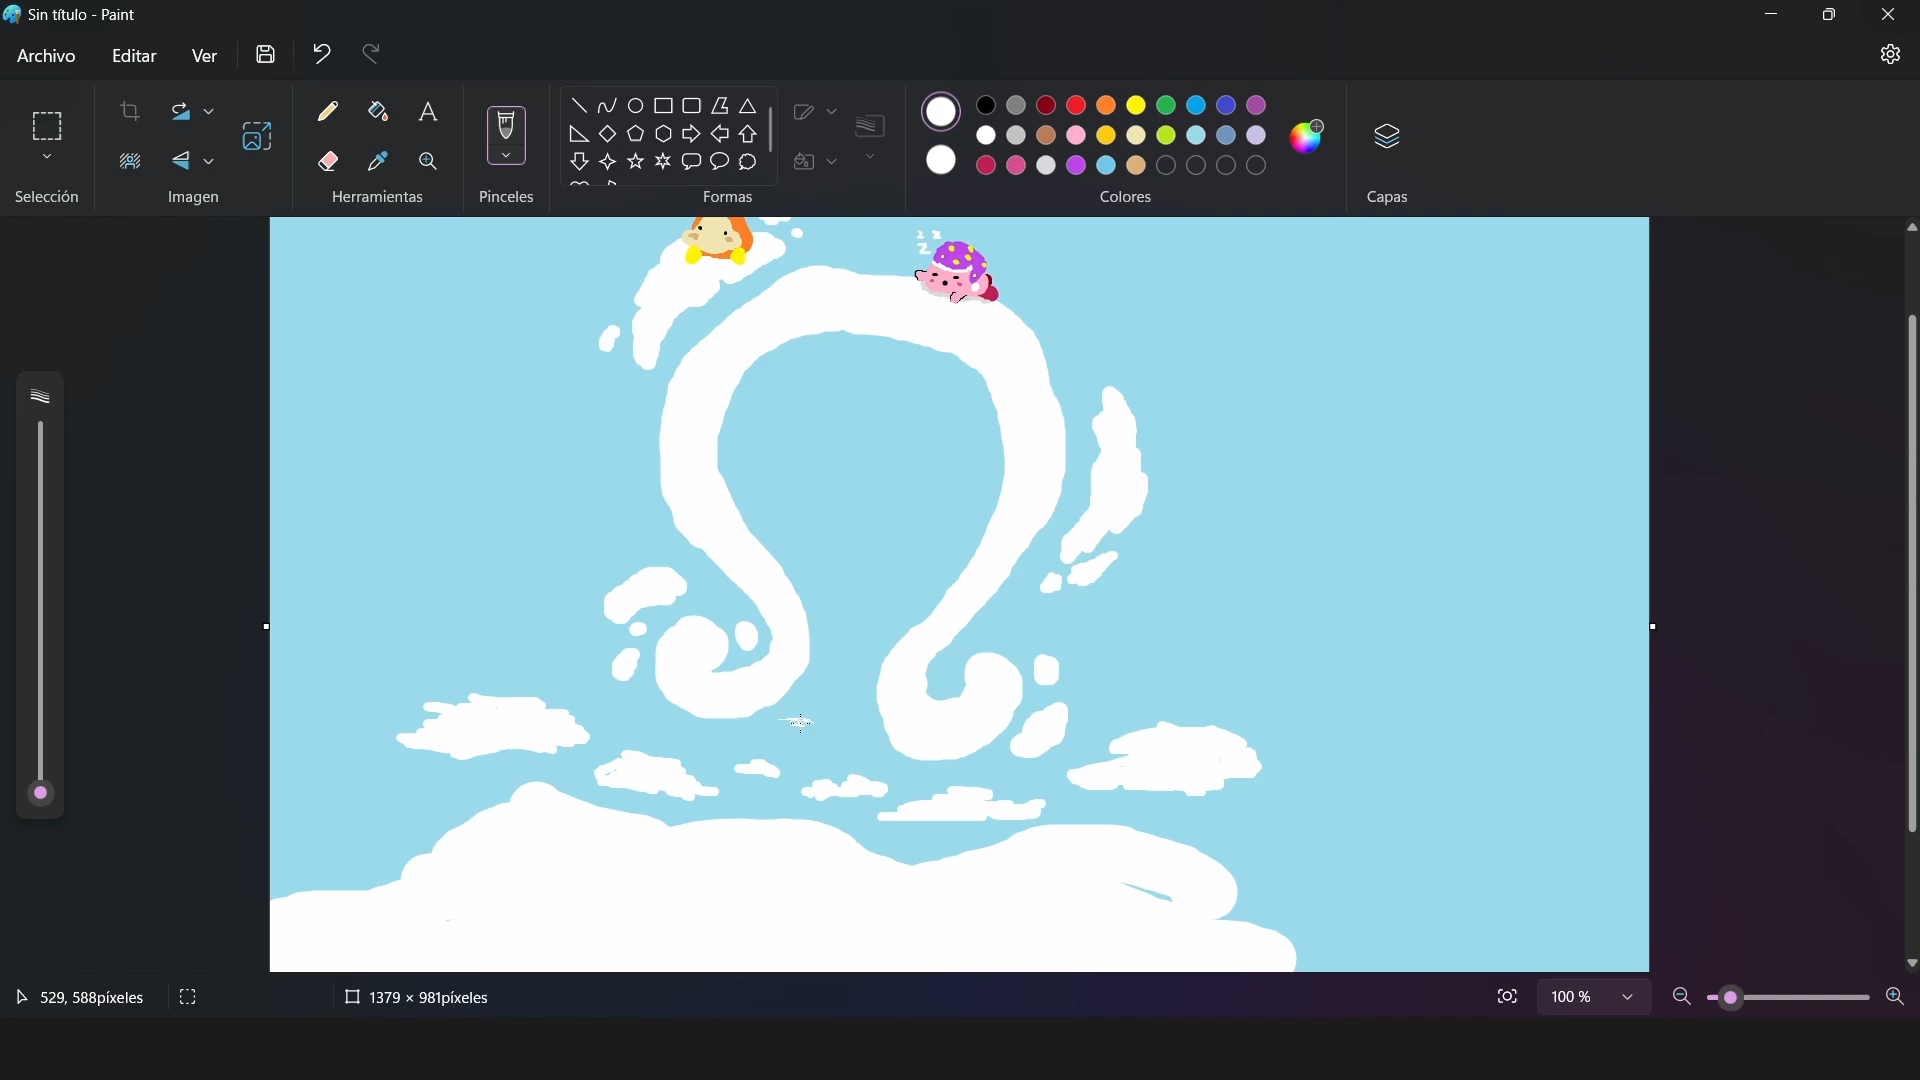 Sin título - Paint
Archivo Editar Ver
A
Selección Imagen Herramientas Pinceles Formas Colores Capas
z z
z
529, 588píxeles 1379 × 981píxeles 100 %